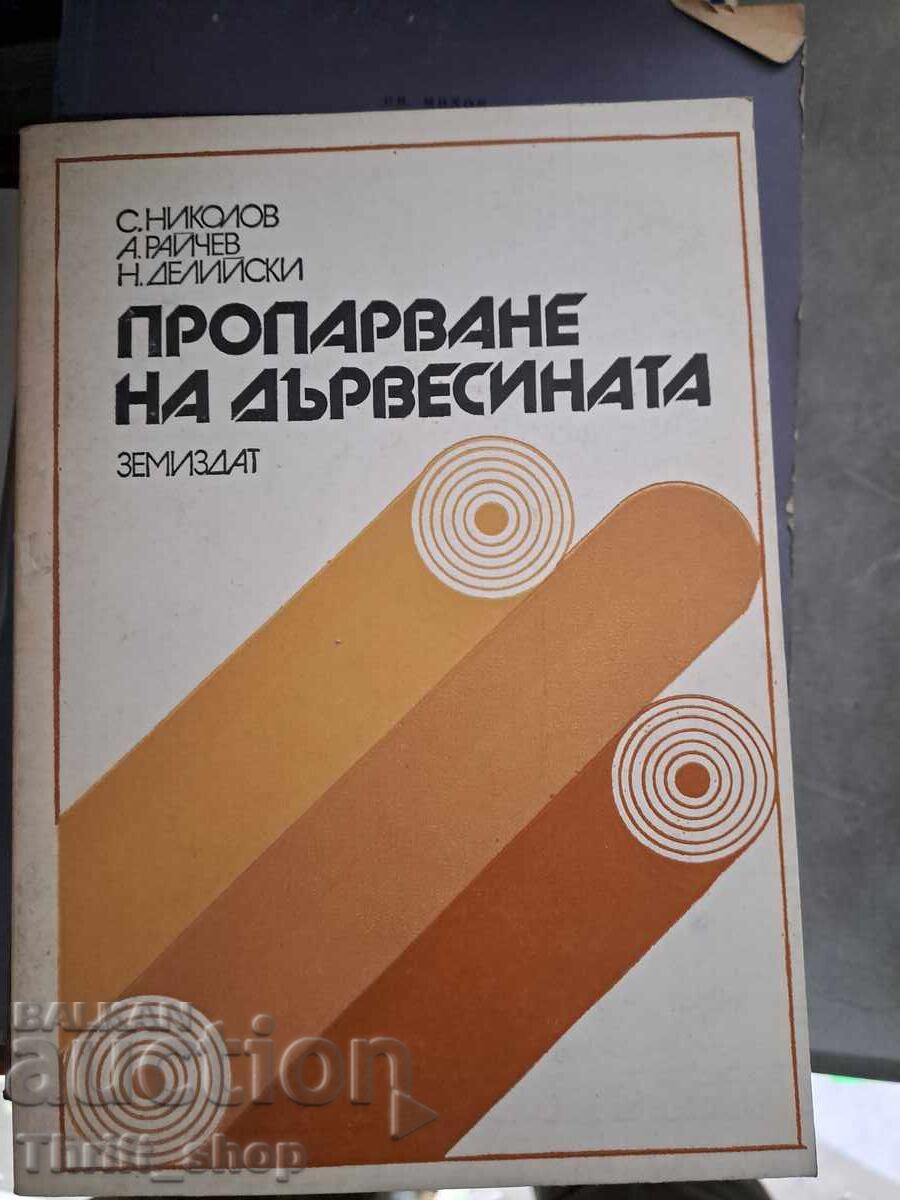 С. НИКОЛОВ
А. РАЙЧЕВ
Н. ДЕЛИЙСКИ
ПРОПАРВАНЕ
НА ДЪРВЕСИНАТА
ЗЕМИЗДАТ
BALKAN
auction
Thrift_shop